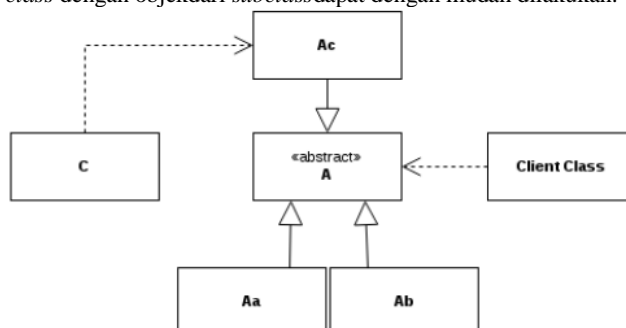 class dengan objekdari subclassdapat dengan mudah dilakukan.
Ac
C
«abstract»
A
Client Class
Aa
Ab